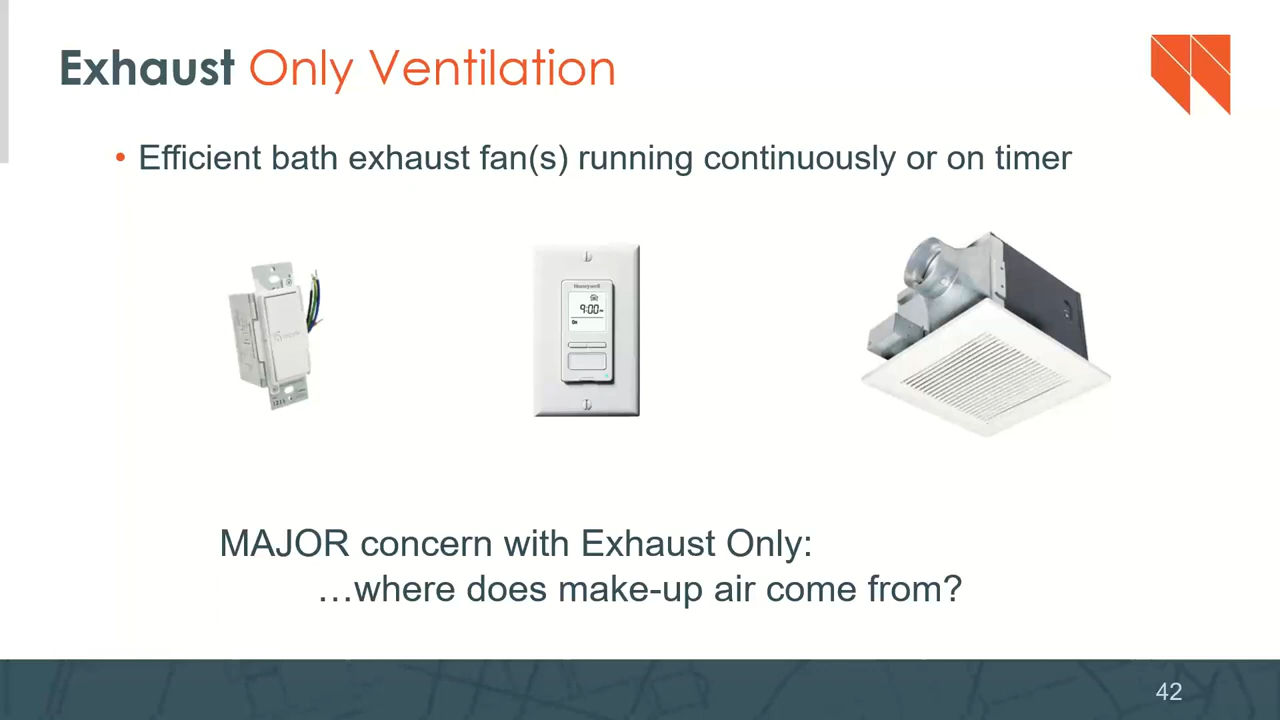 Exhaust Only Ventilation
• Efficient bath exhaust fan(s) running continuously or on timer
Honeywell
9:00
On
MAJOR concern with Exhaust Only:
…where does make-up air come from?
42